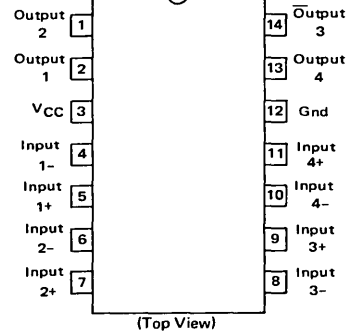 Output 2 1 14 Output 3
Output 1 2 13 Output 4
VCC 3 12 Gnd
Input 1- 4 11 Input 4+
Input 1+ 5 10 Input 4-
Input 2- 6 9 Input 3+
Input 2+ 7 8 Input 3-
(Top View)